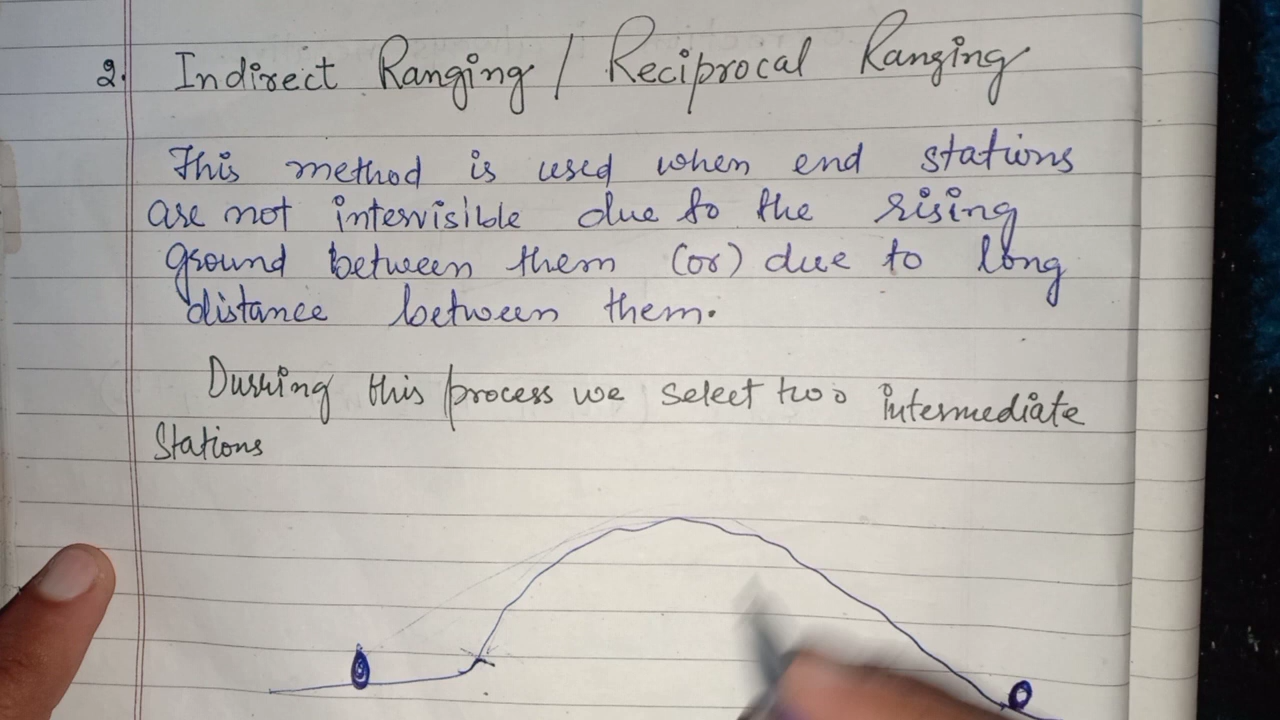 2. Indirect Ranging / Reciprocal Ranging
This method is used when end stations
are not intervisible due to the rising
ground between them (or) due to long
distance between them.
Durring this process we select two intermediate
Stations